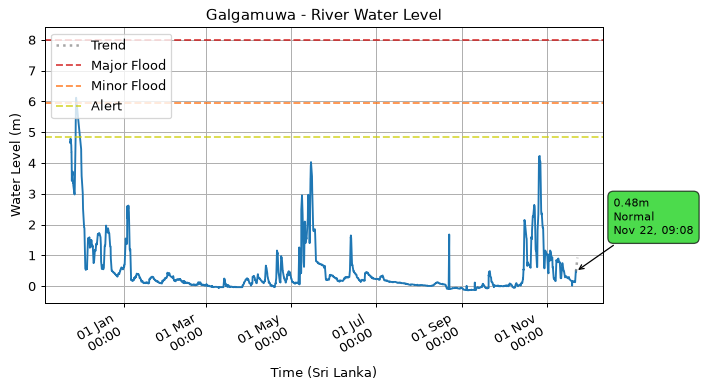 Galgamuwa - River Water Level
Trend
Major Flood
Minor Flood
Alert
Water Level (m)
8
7
6
5
4
3
2
1
0
0.48m
Normal
Nov 22, 09:08
01 Jan
00:00
01 Mar
00:00
01 May
00:00
01 Jul
00:00
01 Sep
00:00
01 Nov
00:00
Time (Sri Lanka)